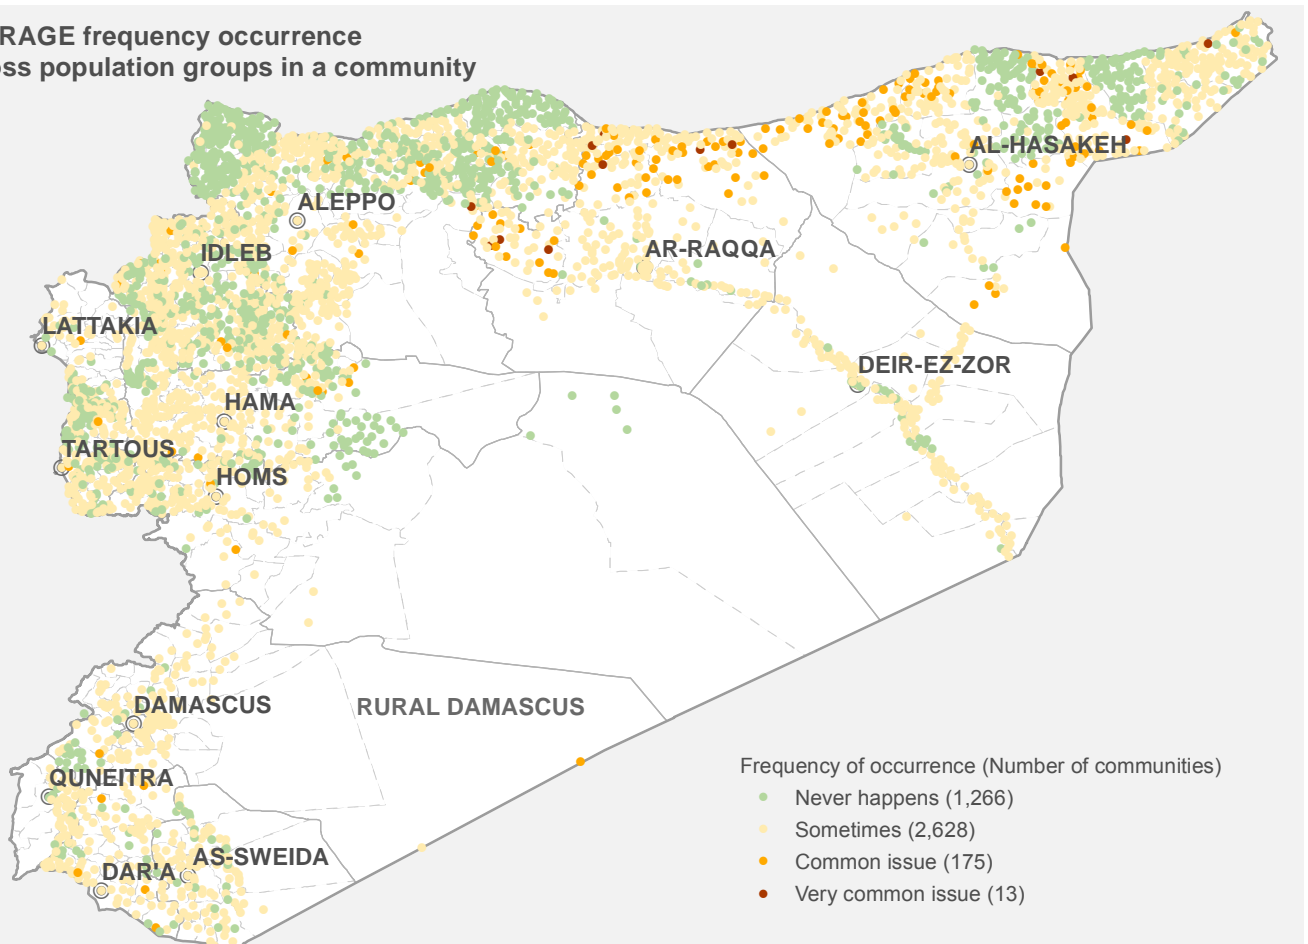 RAGE frequency occurrence
ss population groups in a community
AL-HASAKEH
ALEPPO
IDLEB
AR-RAQQA
LATTAKIA
DEIR-EZ-ZOR
HAMA
TARTOUS
HOMS
DAMASCUS
RURAL DAMASCUS
QUNEITRA
AS-SWEIDA
DAR'A
Frequency of occurrence (Number of communities)
Never happens (1,266)
Sometimes (2,628)
Common issue (175)
Very common issue (13)